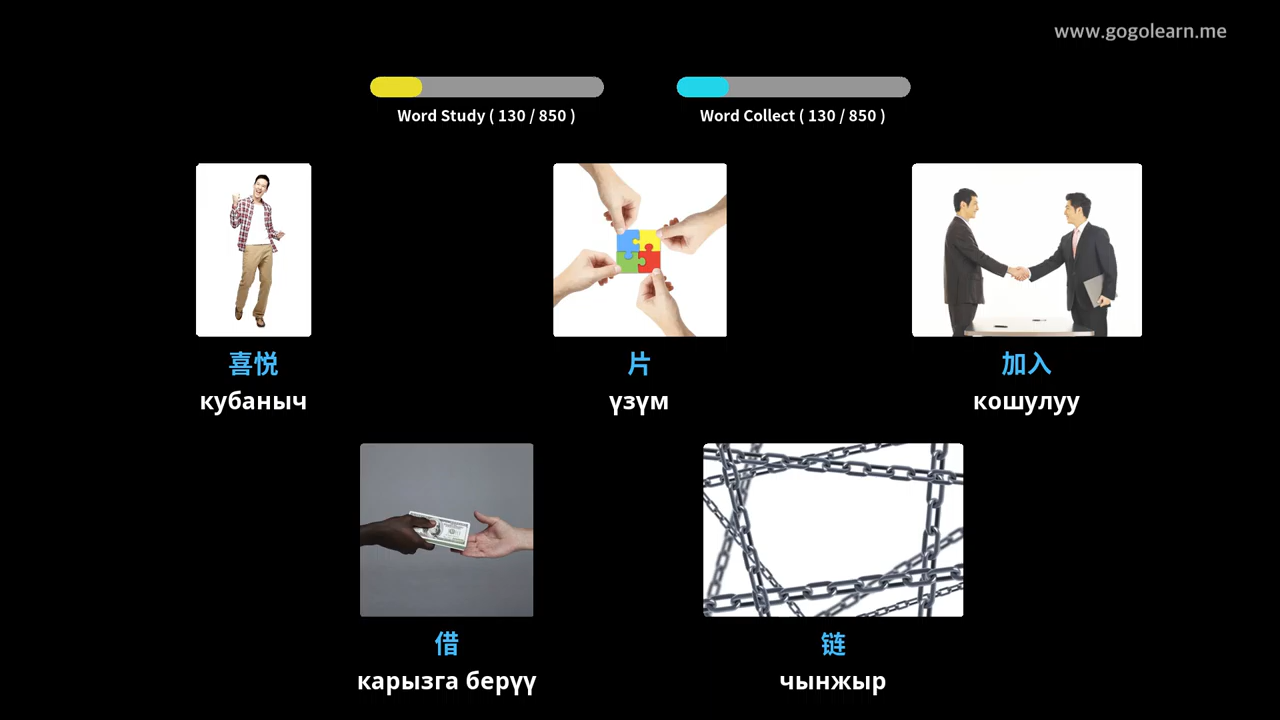 www.gogolearn.me
Word Study ( 130 / 850 )
Word Collect ( 130 / 850 )
喜悦
кубаныч
片
үзүм
加入
кошулуу
借
карызга берүү
链
чынжыр